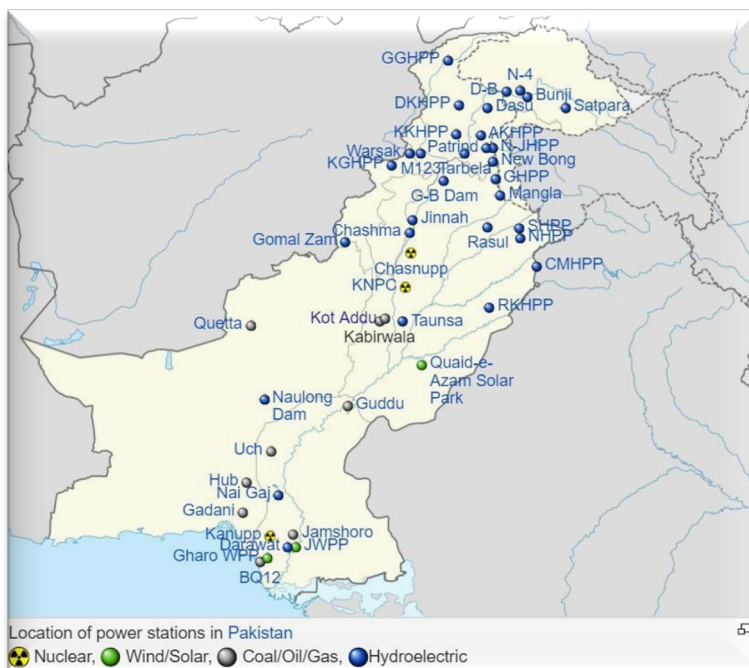 GGHPP
N-4
D-B
Bunji
DKHPP
Dasu
Satpara
KKHPP
AKHPP
Warsak
Patrind
N-JHPP
KGHPP
M123
Tarbela
New Bong
GHPP
G-B Dam
Mangla
Jinnah
Chashma
SHPP
Gomal Zam
Rasul
NHPP
Chasnupp
CMHPP
KNPC
RKHPP
Kot Addu
Quetta
Taunsa
Kabirwala
Quaid-e-
Azam Solar
Park
Naulong
Dam
Guddu
Uch
Hub
Nai Gaj
Gadani
Kanupp
Jamshoro
Darawat
JWPP
Gharo WPP
BQ12
Location of power stations in Pakistan
Nuclear, Wind/Solar, Coal/Oil/Gas, Hydroelectric